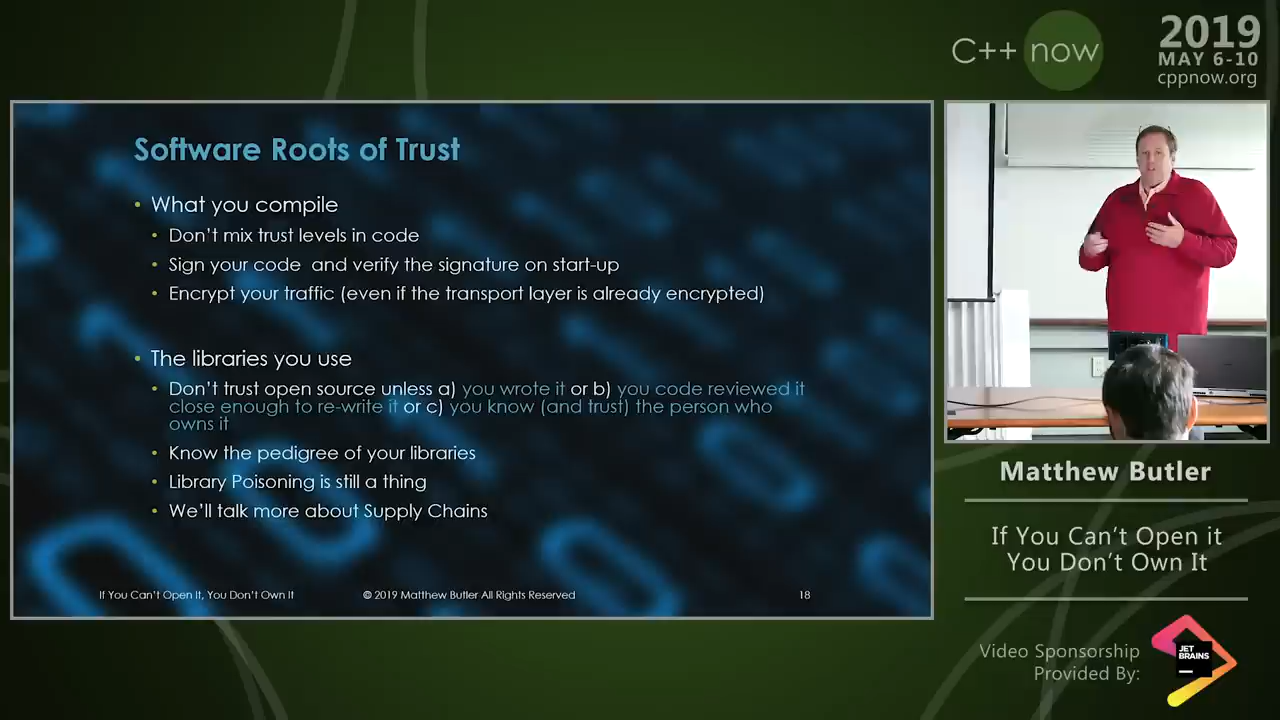 C++ now
2019
MAY 6-10
cppnow.org
Software Roots of Trust
• What you compile
• Don’t mix trust levels in code
• Sign your code  and verify the signature on start-up
• Encrypt your traffic (even if the transport layer is already encrypted)
• The libraries you use
• Don’t trust open source unless a) you wrote it or b) you code reviewed it
close enough to re-write it or c) you know (and trust) the person who
owns it
• Know the pedigree of your libraries
• Library Poisoning is still a thing
• We’ll talk more about Supply Chains
If You Can’t Open It, You Don’t Own It
© 2019 Matthew Butler All Rights Reserved
18
Matthew Butler
If You Can’t Open it
You Don’t Own It
Video Sponsorship
Provided By:
JET
BRAINS